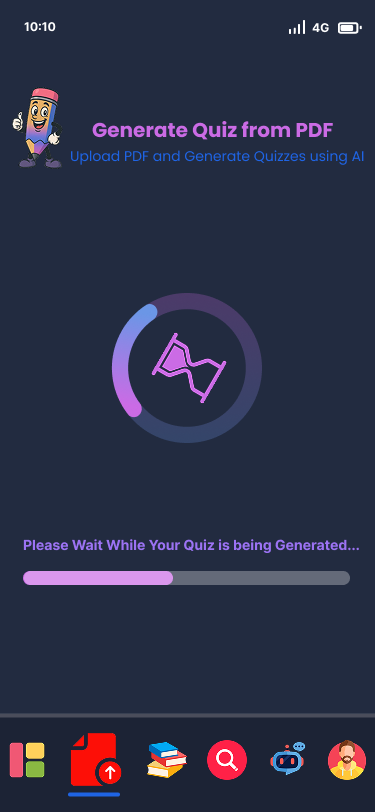 10:10
4G
Generate Quiz from PDF
Upload PDF and Generate Quizzes using AI
Please Wait While Your Quiz is being Generated...